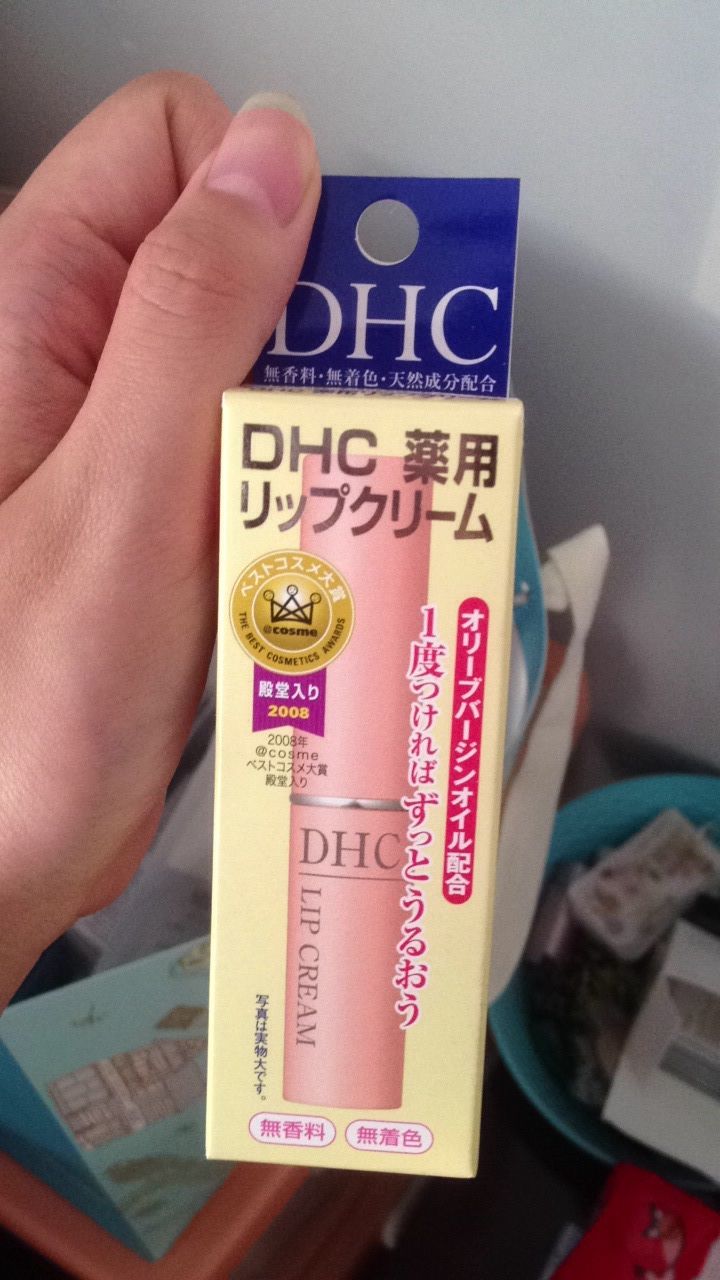 DHC
無香料・無着色・天然成分配合
DHC 薬用
リップクリーム
ベストコスメ大賞
@cosme
THE BEST COSMETICS AWARDS
殿堂入り
2008
2008年
@cosme
ベストコスメ大賞
殿堂入り
オリーブバージンオイル配合
1度つければずっとうるおう
DHC
LIP CREAM
写真は実物大です。
無香料
無着色